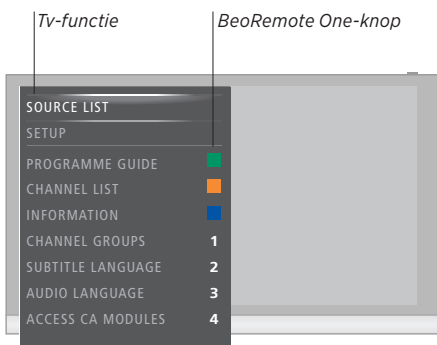 Tv-functie BeoRemote One-knop
SOURCE LIST
SETUP
PROGRAMME GUIDE
CHANNEL LIST
INFORMATION
CHANNEL GROUPS 1
SUBTITLE LANGUAGE 2
AUDIO LANGUAGE 3
ACCESS CA MODULES 4